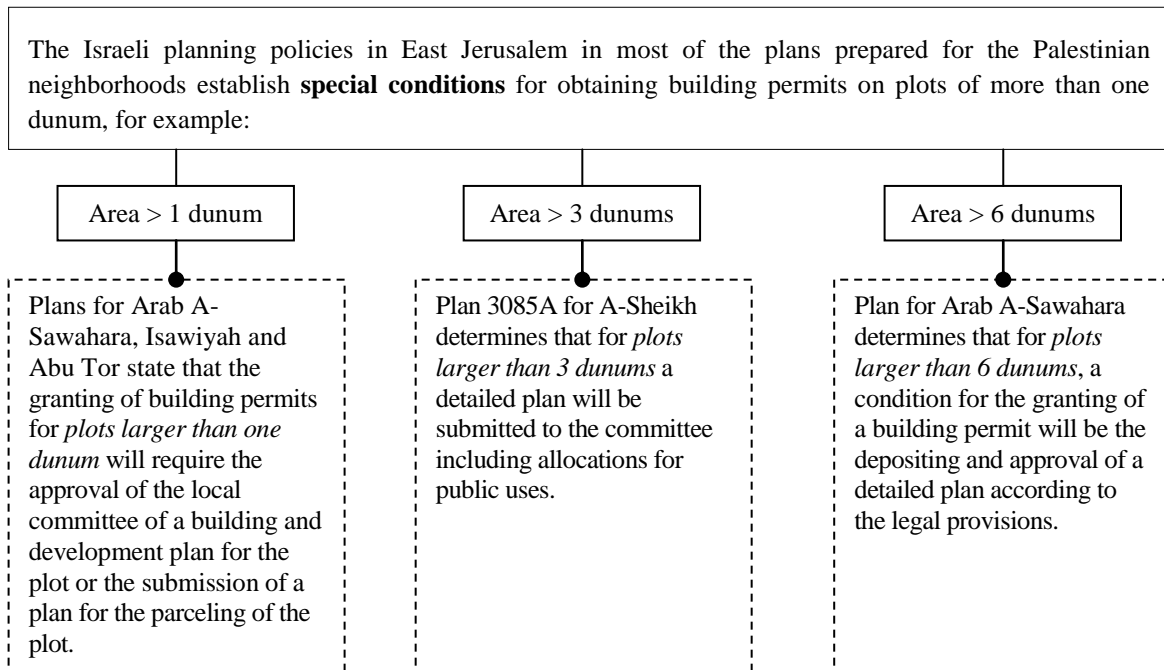 The Israeli planning policies in East Jerusalem in most of the plans prepared for the Palestinian
neighborhoods establish special conditions for obtaining building permits on plots of more than one
dunum, for example:
Area > 1 dunum
Area > 3 dunums
Area > 6 dunums
Plans for Arab A-
Sawahara, Isawiyah and
Abu Tor state that the
granting of building permits
for plots larger than one
dunum will require the
approval of the local
committee of a building and
development plan for the
plot or the submission of a
plan for the parceling of the
plot.
Plan 3085A for A-Sheikh
determines that for plots
larger than 3 dunums a
detailed plan will be
submitted to the committee
including allocations for
public uses.
Plan for Arab A-Sawahara
determines that for plots
larger than 6 dunums, a
condition for the granting of
a building permit will be the
depositing and approval of a
detailed plan according to
the legal provisions.